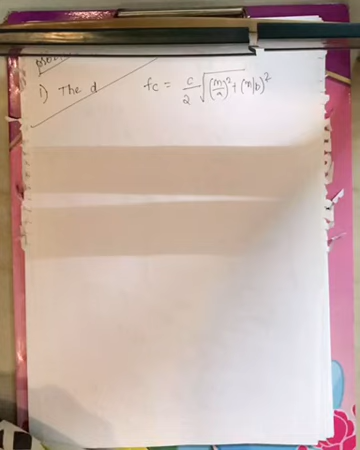 i) The d fc = c/2 √(m/a)² + (n/b)²